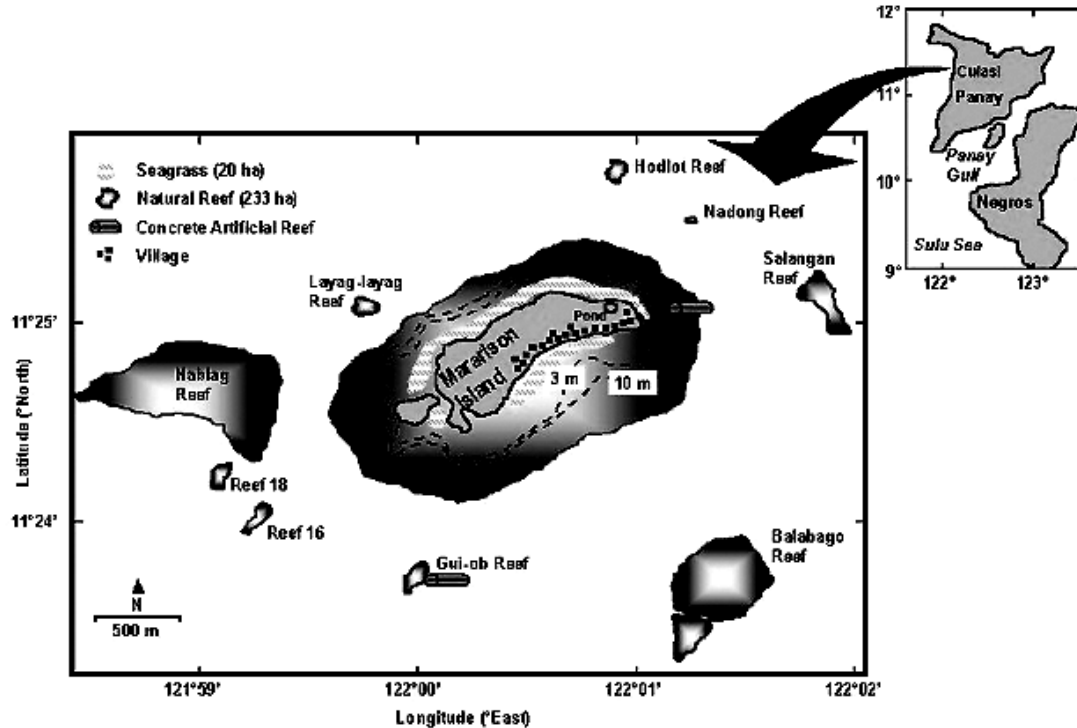 Seagrass (20 ha)
Natural Reef (233 ha)
Concrete Artificial Reef
Village
Hodlot Reef
Nadong Reef
Salangan
Reef
Layag-layag
Reef
Pond
Mararison
Island
3 m
10 m
Nablag
Reef
Reef 18
Reef 16
Gui-ob Reef
Balabago
Reef
N
500 m
11°25'
11°24'
Latitude (°North)
121°59'
122°00'
122°01'
122°02'
Longitude (°East)
12°
11°
10°
9°
Culasi
Panay
Panay
Gulf
Negros
Sulu Sea
122°
123°